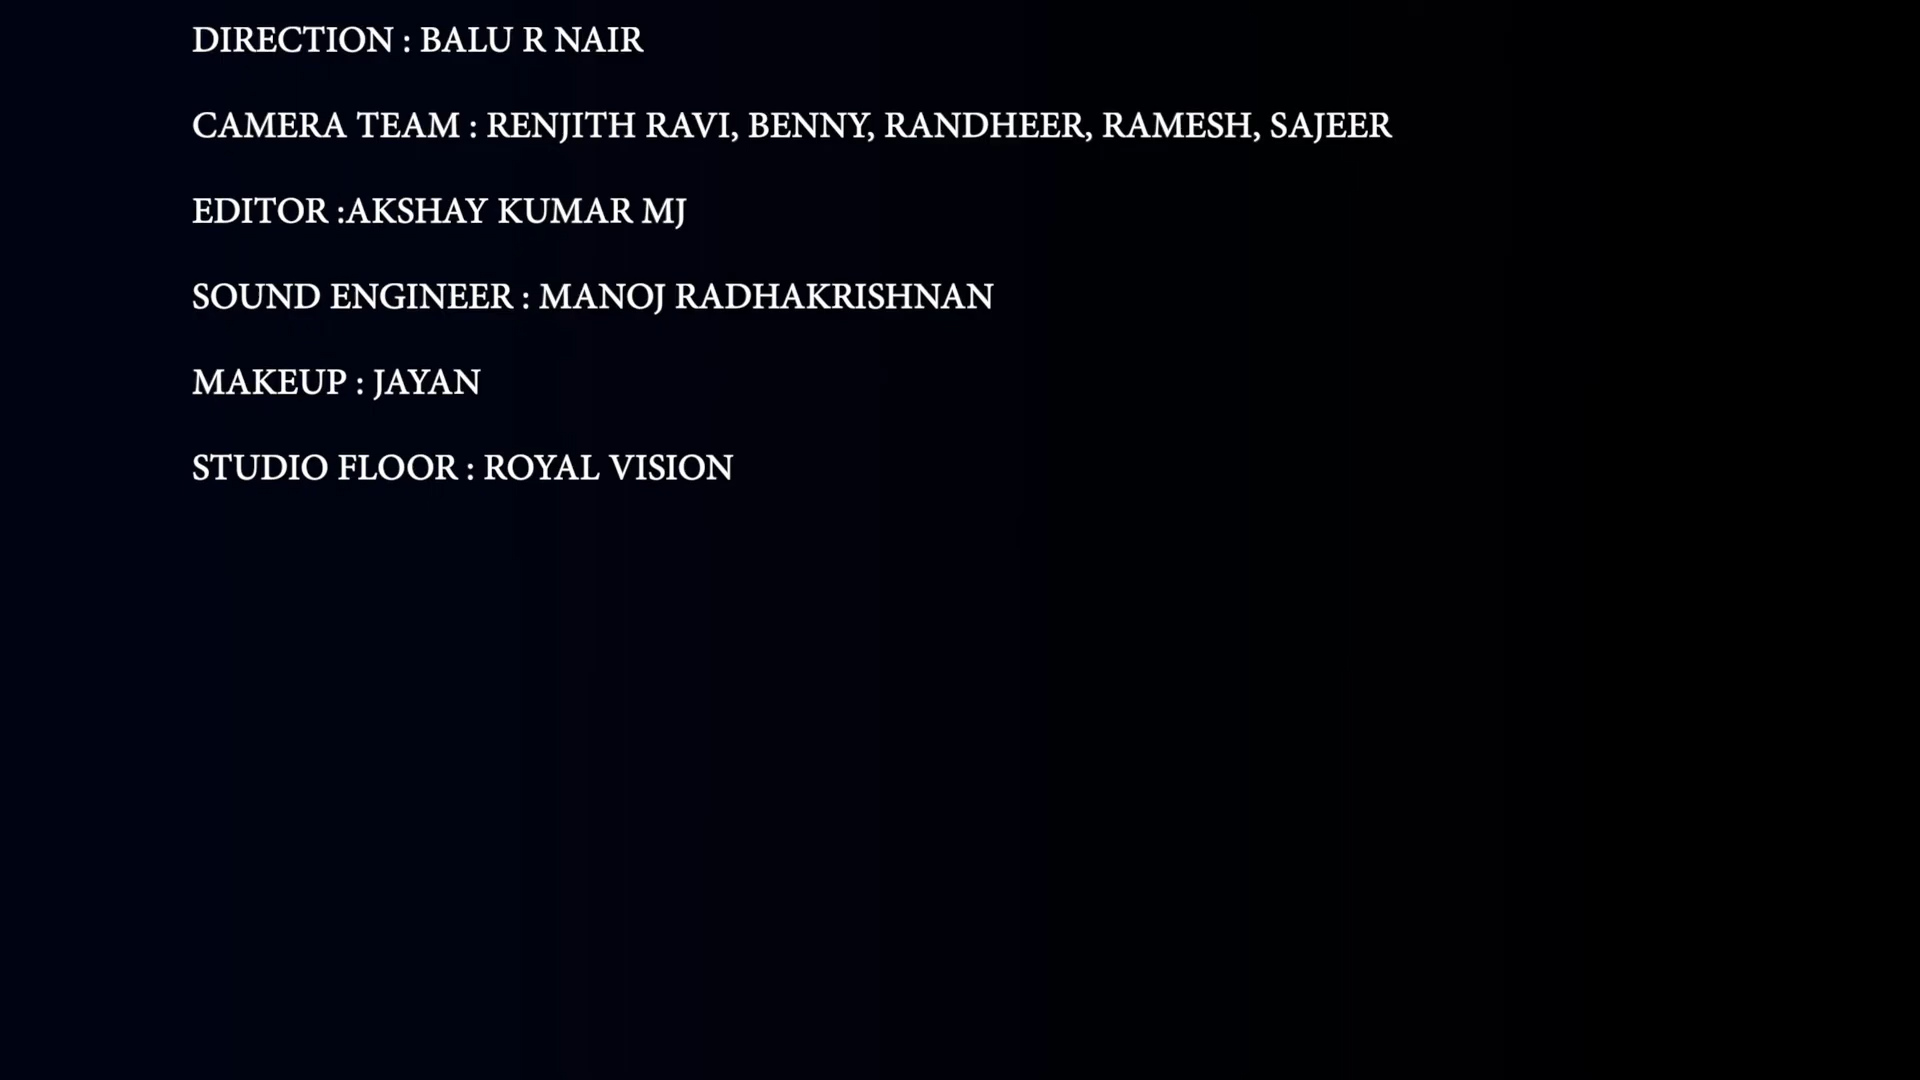 DIRECTION : BALU R NAIR
CAMERA TEAM : RENJITH RAVI, BENNY, RANDHEER, RAMESH, SAJEER
EDITOR :AKSHAY KUMAR MJ
SOUND ENGINEER : MANOJ RADHAKRISHNAN
MAKEUP : JAYAN
STUDIO FLOOR : ROYAL VISION